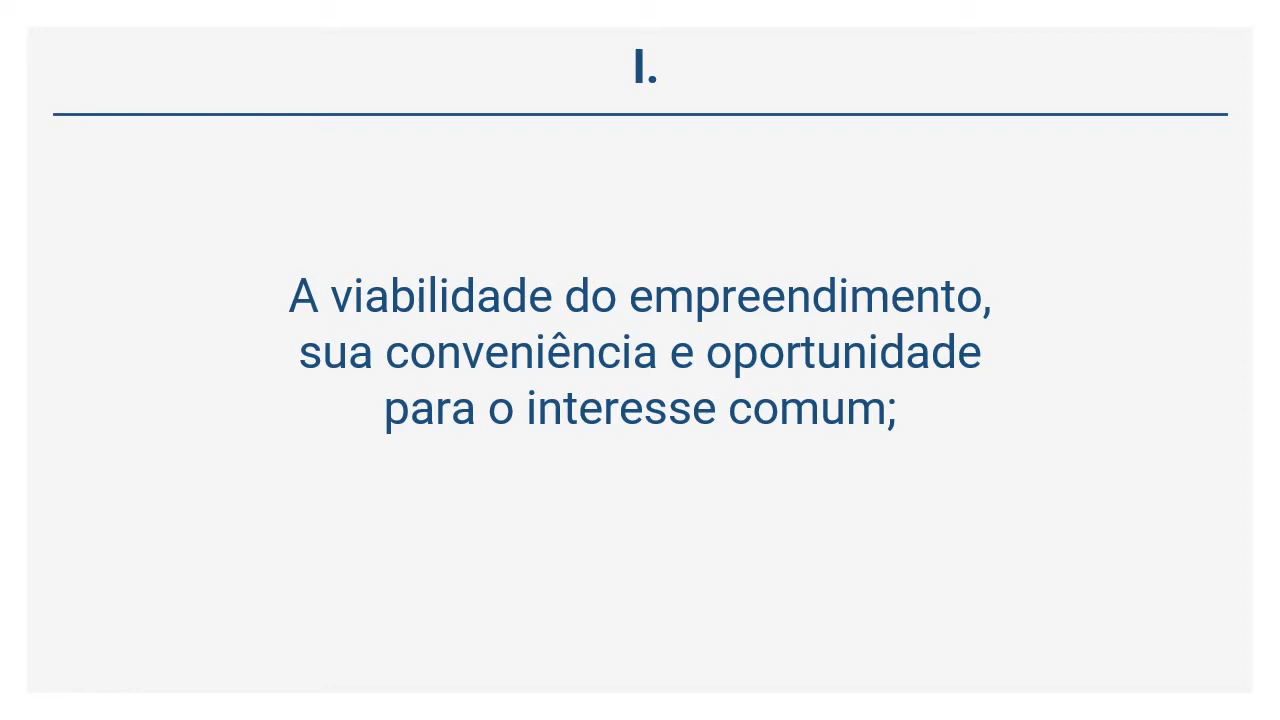 I.
A viabilidade do empreendimento,
sua conveniência e oportunidade
para o interesse comum;